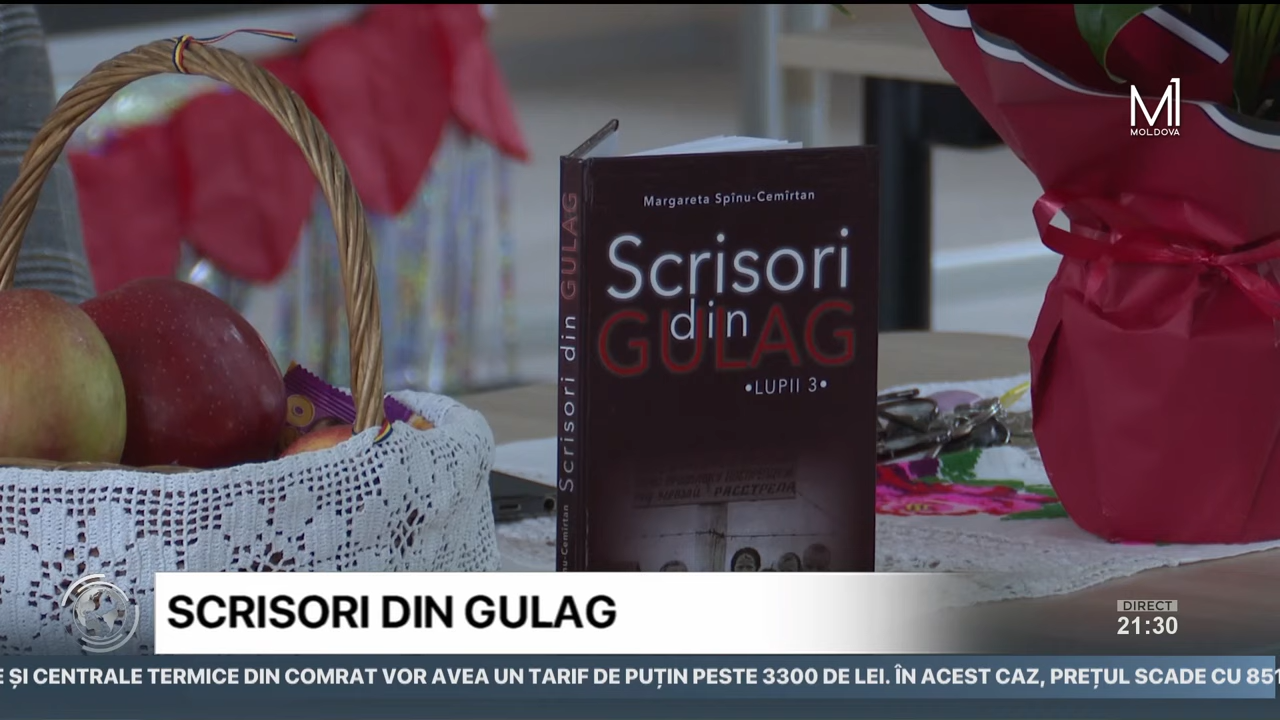 M1
MOLDOVA
Margareta Spînu-Cemîrtan
Scrisori
din
GULAG
•LUPII 3•
Scrisori din GULAG
РАССТРЕЛА
SCRISORI DIN GULAG
DIRECT
21:30
E ȘI CENTRALE TERMICE DIN COMRAT VOR AVEA UN TARIF DE PUȚIN PESTE 3300 DE LEI. ÎN ACEST CAZ, PREȚUL SCADE CU 851